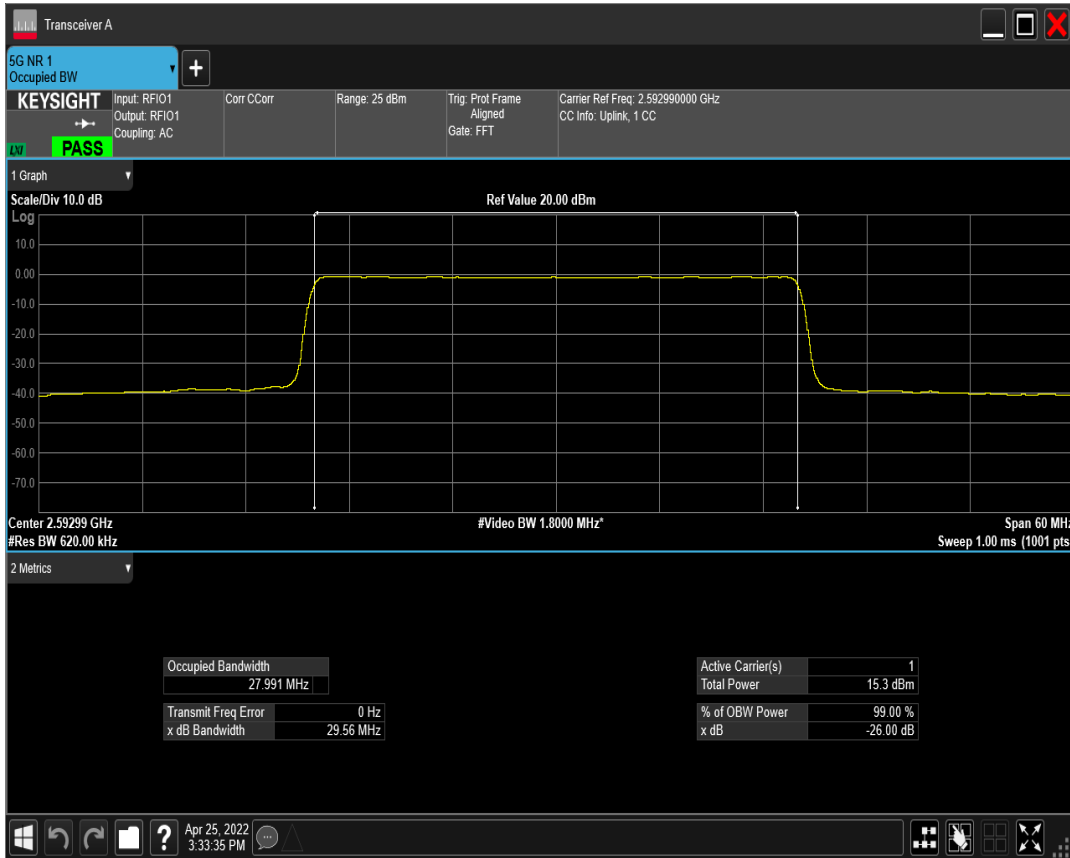 Transceiver A
5G NR 1
Occupied BW
KEYSIGHT
LXI
PASS
Input: RFIO1
Output: RFIO1
Coupling: AC
Corr CCorr
Range: 25 dBm
Trig: Prot Frame
Aligned
Gate: FFT
Carrier Ref Freq: 2.592990000 GHz
CC Info: Uplink, 1 CC
1 Graph
Scale/Div 10.0 dB
Ref Value 20.00 dBm
Log
10.0
0.00
-10.0
-20.0
-30.0
-40.0
-50.0
-60.0
-70.0
Center 2.59299 GHz
#Video BW 1.8000 MHz*
Span 60 MHz
#Res BW 620.00 kHz
Sweep 1.00 ms (1001 pts
2 Metrics
Occupied Bandwidth
27.991 MHz
Transmit Freq Error 0 Hz
x dB Bandwidth 29.56 MHz
Active Carrier(s) 1
Total Power 15.3 dBm
% of OBW Power 99.00 %
x dB -26.00 dB
Apr 25, 2022
3:33:35 PM